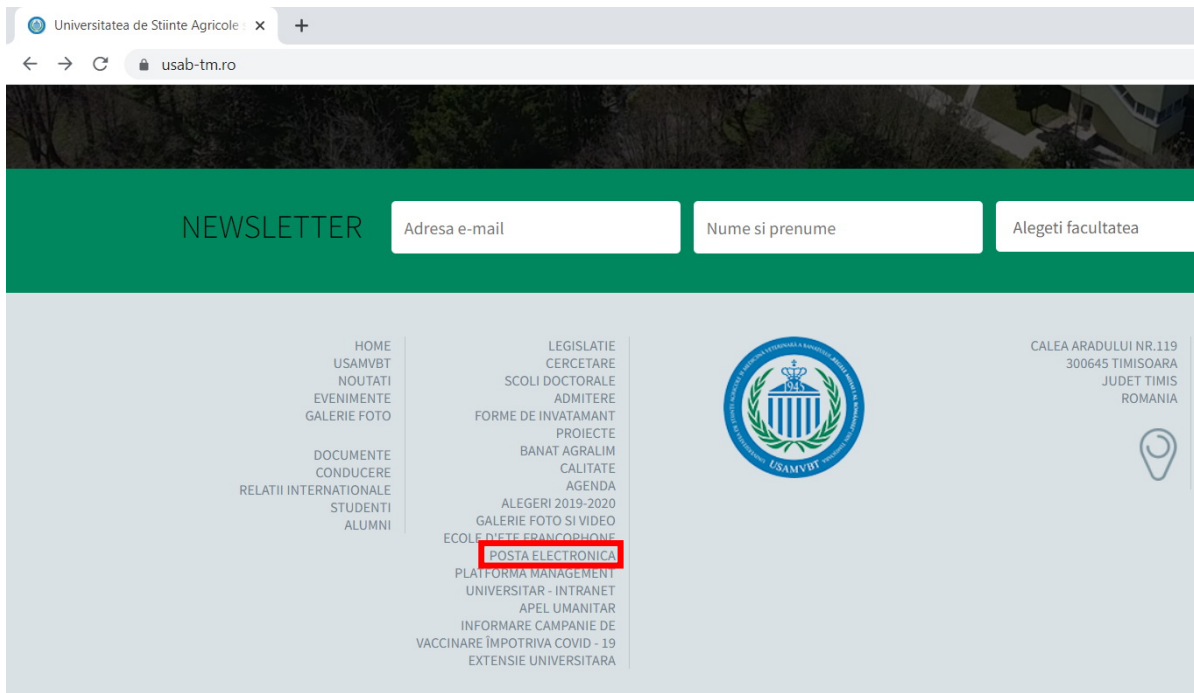 Universitatea de Stiinte Agricole
usab-tm.ro
NEWSLETTER
Adresa e-mail
Nume si prenume
Alegeti facultatea
HOME
USAMVBT
NOUTATI
EVENIMENTE
GALERIE FOTO
DOCUMENTE
CONDUCERE
RELATII INTERNATIONALE
STUDENTI
ALUMNI
LEGISLATIE
CERCETARE
SCOLI DOCTORALE
ADMITERE
FORME DE INVATAMANT
PROIECTE
BANAT AGRALIM
CALITATE
AGENDA
ALEGERI 2019-2020
GALERIE FOTO SI VIDEO
ECOLE D'ETE FRANCOPHONE
POSTA ELECTRONICA
PLATFORMA MANAGEMENT
UNIVERSITAR - INTRANET
APEL UMANITAR
INFORMARE CAMPANIE DE
VACCINARE ÎMPOTRIVA COVID - 19
EXTENSIE UNIVERSITARA
1945
USAMVBT
CALEA ARADULUI NR.119
300645 TIMISOARA
JUDET TIMIS
ROMANIA